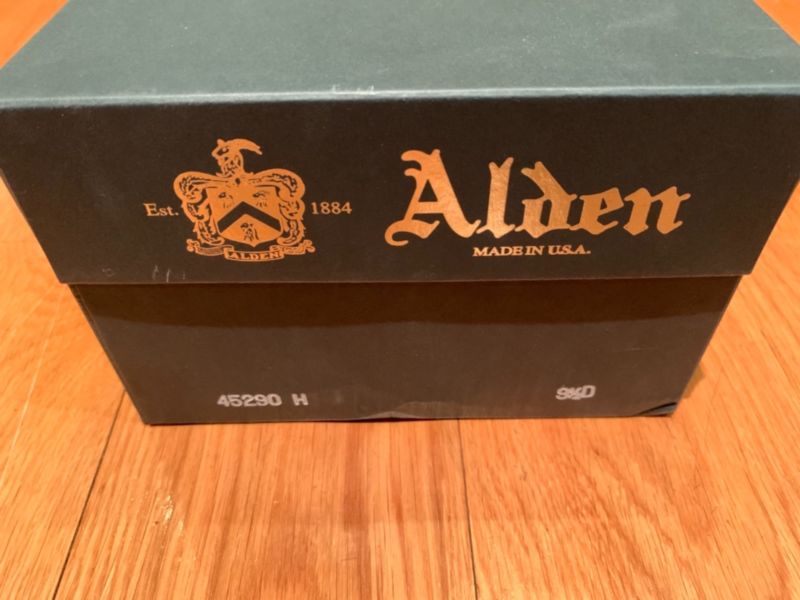 Est. 1884
ALDEN
Alden
MADE IN U.S.A.
45290 H
9½D